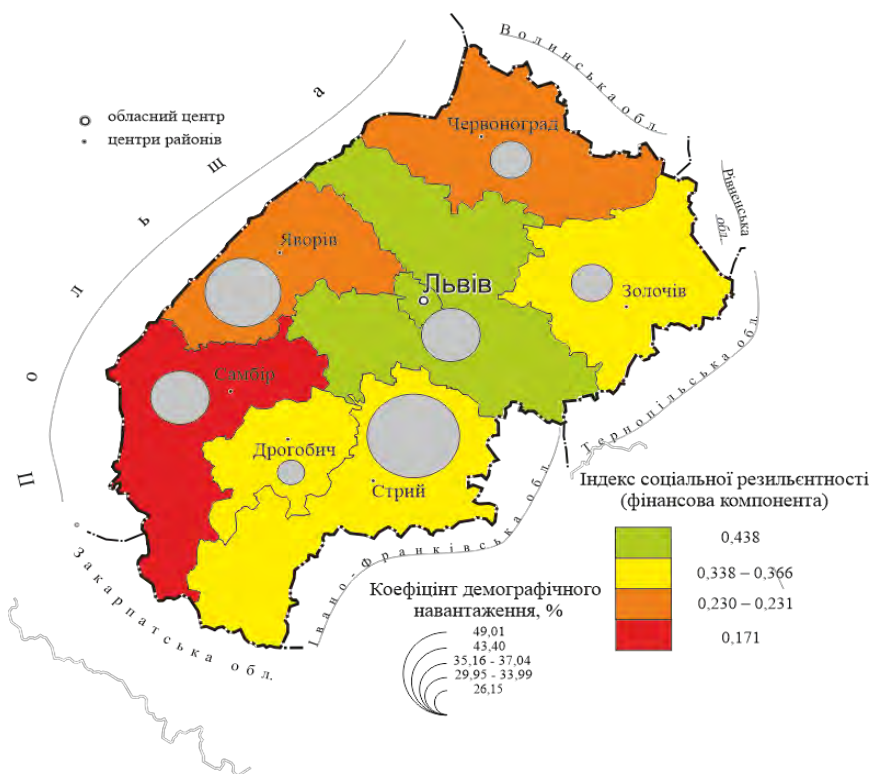 Волинська обл.
обласний центр
центри районів
Польща
Червоноград
Рівненська
обл.
Яворів
Львів
Золочів
Самбір
Тернопільська обл.
Дрогобич
Стрий
Івано-Франківська обл.
Закарпатська обл.
Індекс соціальної резильєнтності
(фінансова компонента)
0,438
0,338 – 0,366
0,230 – 0,231
0,171
Коефіцінт демографічного
навантаження, %
49,01
43,40
35,16 - 37,04
29,95 - 33,99
26,15